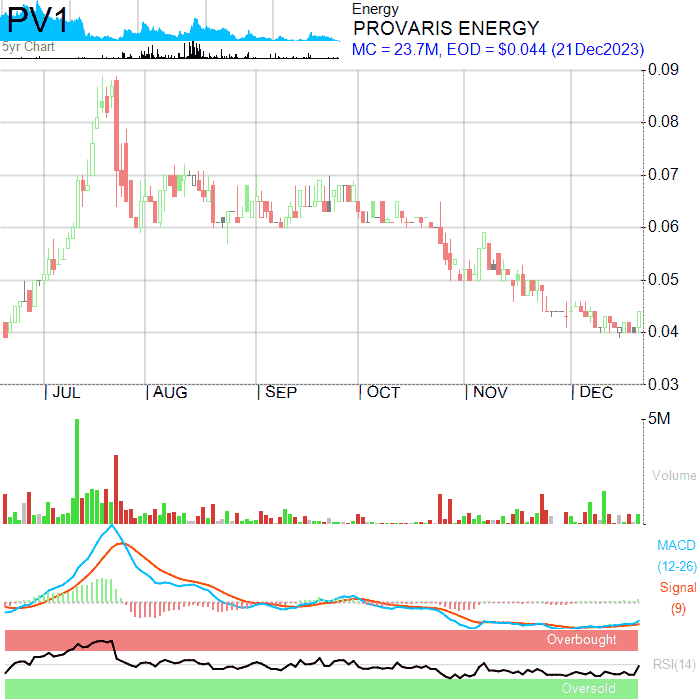 PV1
5yr Chart
Energy
PROVARIS ENERGY
MC = 23.7M, EOD = $0.044 (21Dec2023)
0.09
0.08
0.07
0.06
0.05
0.04
0.03
JUL AUG SEP OCT NOV DEC
5M
Volume
MACD
(12-26)
Signal
(9)
Overbought
RSI(14)
Oversold